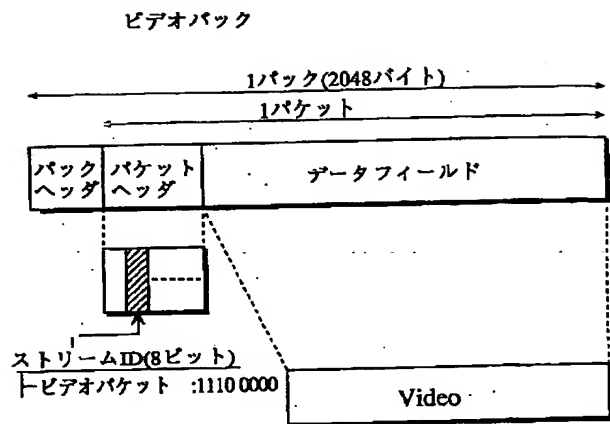 ビデオパック
1パック(2048バイト)
1パケット
パック
ヘッダ
パケット
ヘッダ
データフィールド
ストリームID(8ビット)
ビデオパケット :1110 0000
Video